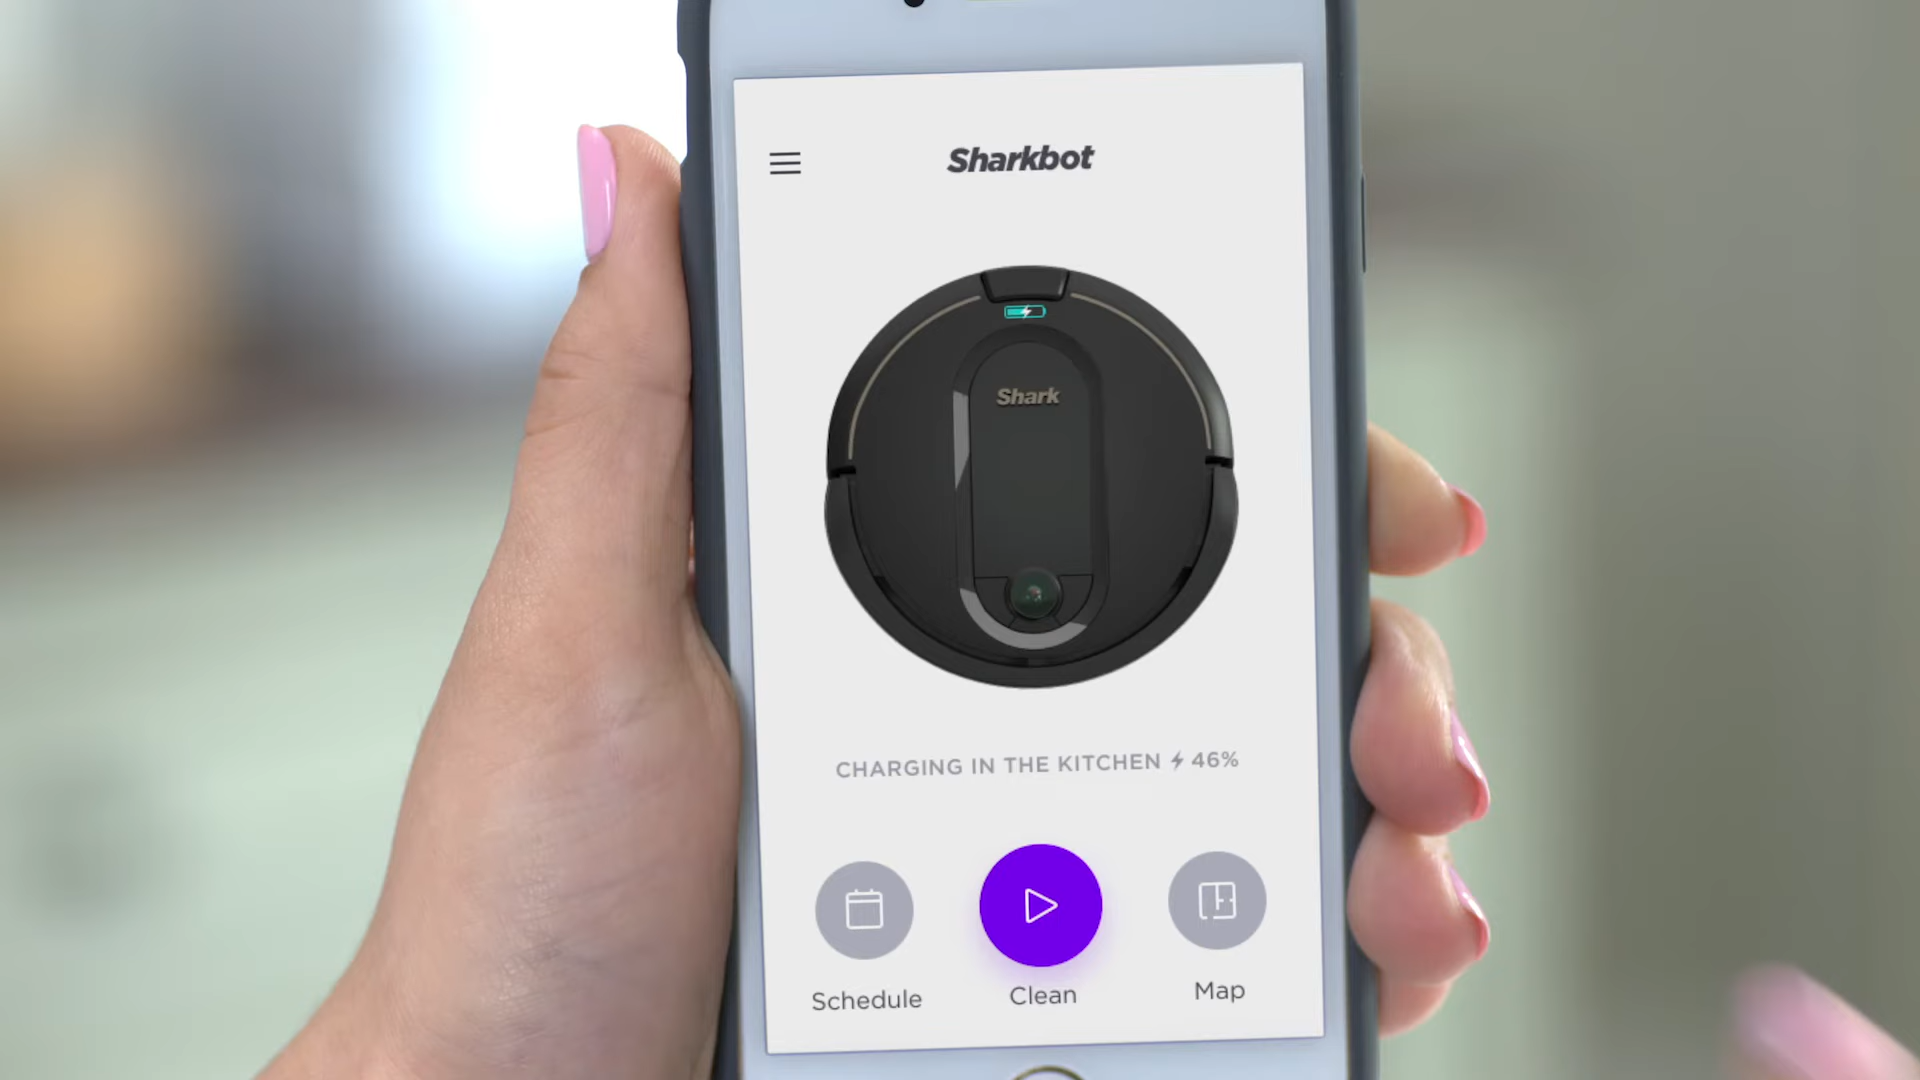 Sharkbot
Shark
CHARGING IN THE KITCHEN 46%
Schedule
Clean
Map